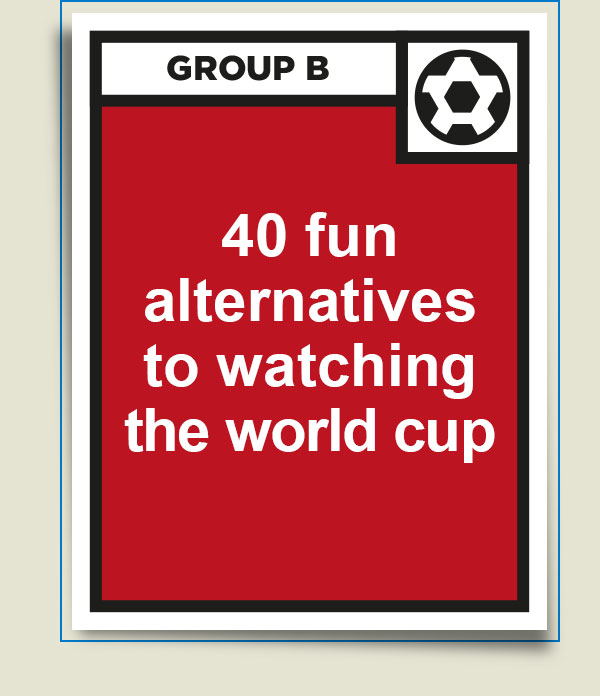 GROUP B
40 fun
alternatives
to watching
the world cup